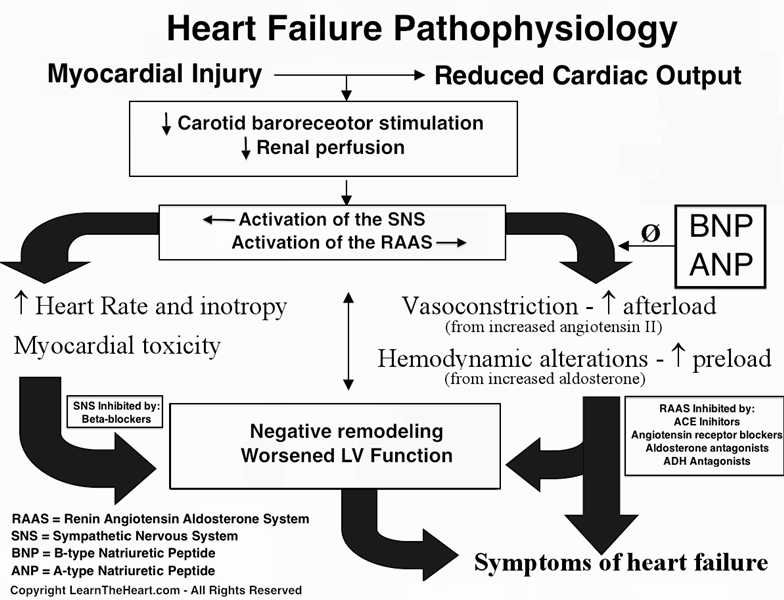 Heart Failure Pathophysiology
Myocardial Injury → Reduced Cardiac Output
↓ Carotid baroreceotor stimulation
↓ Renal perfusion
← Activation of the SNS
Activation of the RAAS →
Ø
BNP
ANP
↑ Heart Rate and inotropy
Myocardial toxicity
Vasoconstriction - ↑ afterload
(from increased angiotensin II)
Hemodynamic alterations - ↑ preload
(from increased aldosterone)
SNS Inhibited by:
Beta-blockers
Negative remodeling
Worsened LV Function
RAAS Inhibited by:
ACE Inihitors
Angiotensin receptor blockers
Aldosterone antagonists
ADH Antagonists
RAAS = Renin Angiotensin Aldosterone System
SNS = Sympathetic Nervous System
BNP = B-type Natriuretic Peptide
ANP = A-type Natriuretic Peptide
Symptoms of heart failure
Copyright LearnTheHeart.com - All Rights Reserved